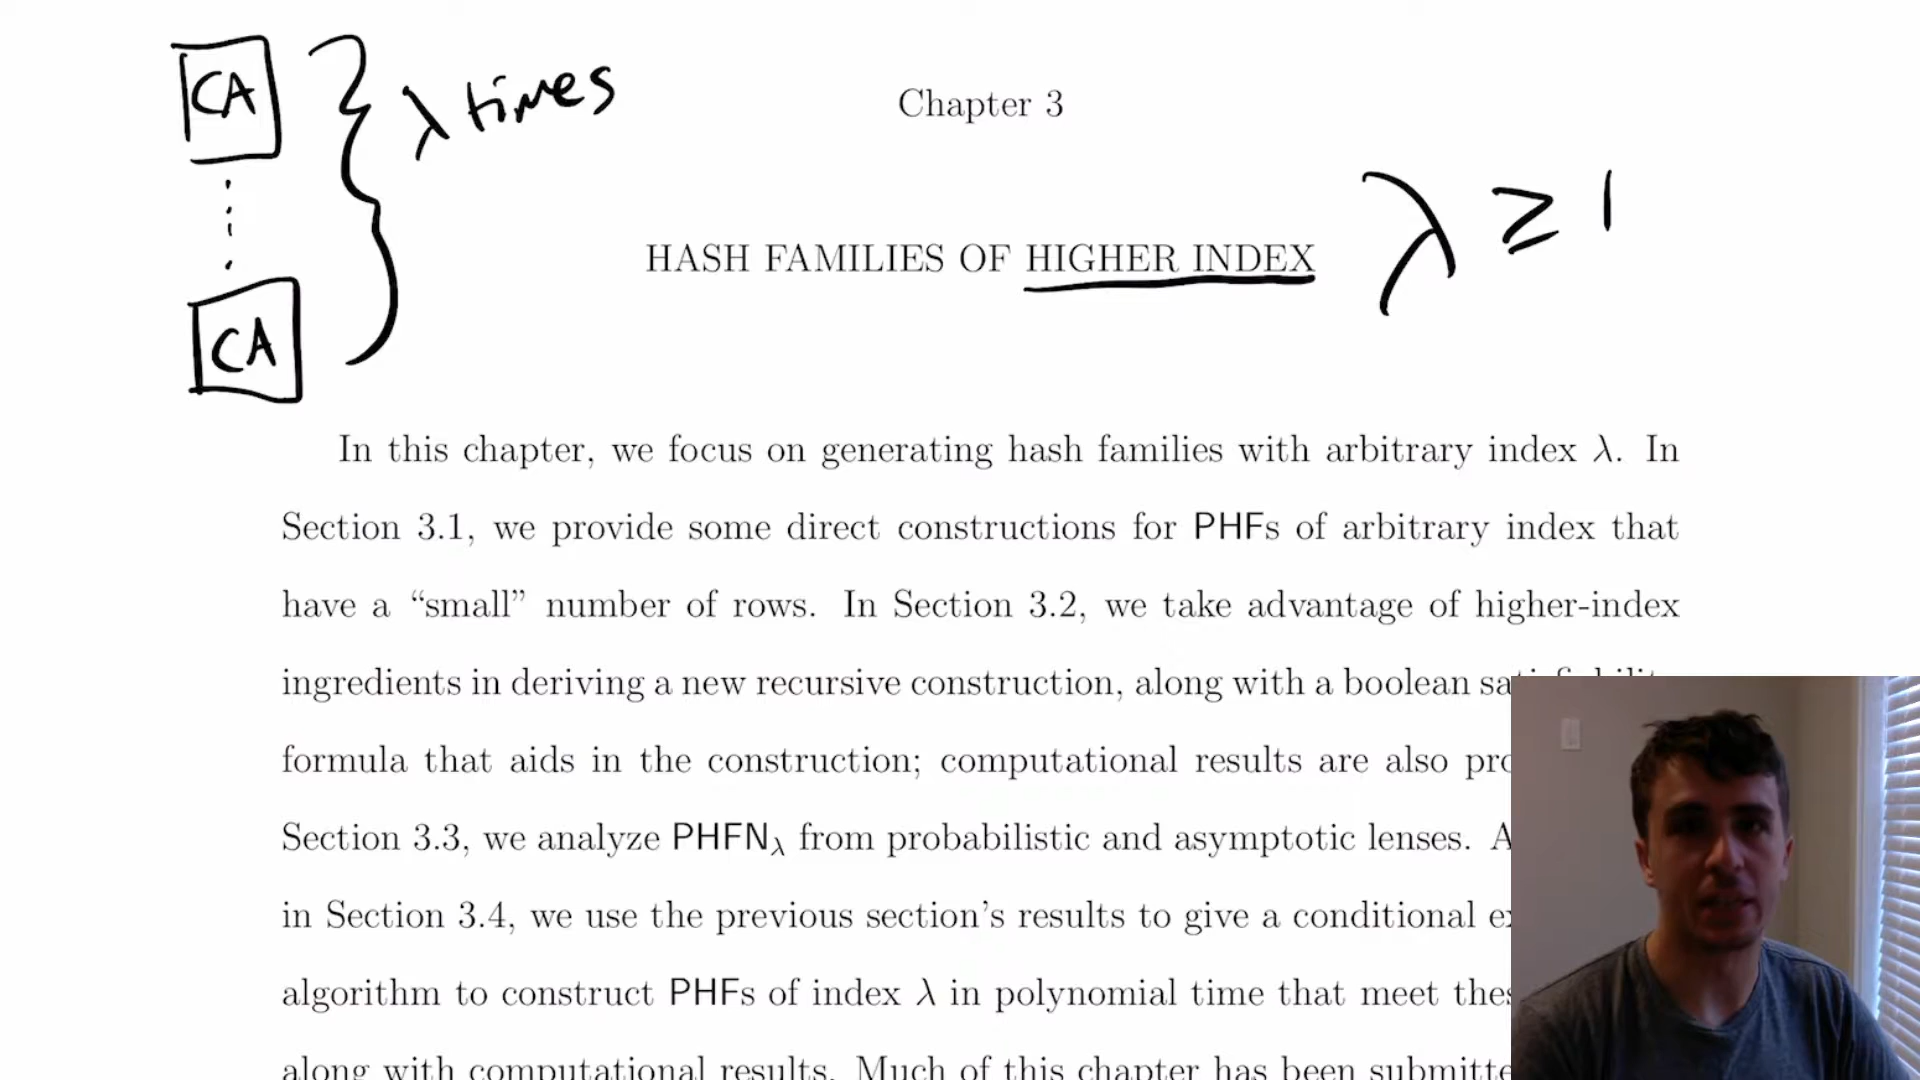 CA
λ times
CA
Chapter 3
HASH FAMILIES OF HIGHER INDEX
λ ≥ 1
In this chapter, we focus on generating hash families with arbitrary index λ. In
Section 3.1, we provide some direct constructions for PHFs of arbitrary index that
have a “small” number of rows. In Section 3.2, we take advantage of higher-index
ingredients in deriving a new recursive construction, along with a boolean
formula that aids in the construction; computational results are also
Section 3.3, we analyze PHFNλ from probabilistic and asymptotic lenses.
in Section 3.4, we use the previous section’s results to give a conditional
algorithm to construct PHFs of index λ in polynomial time that meet
along with computational results. Much of this chapter has been